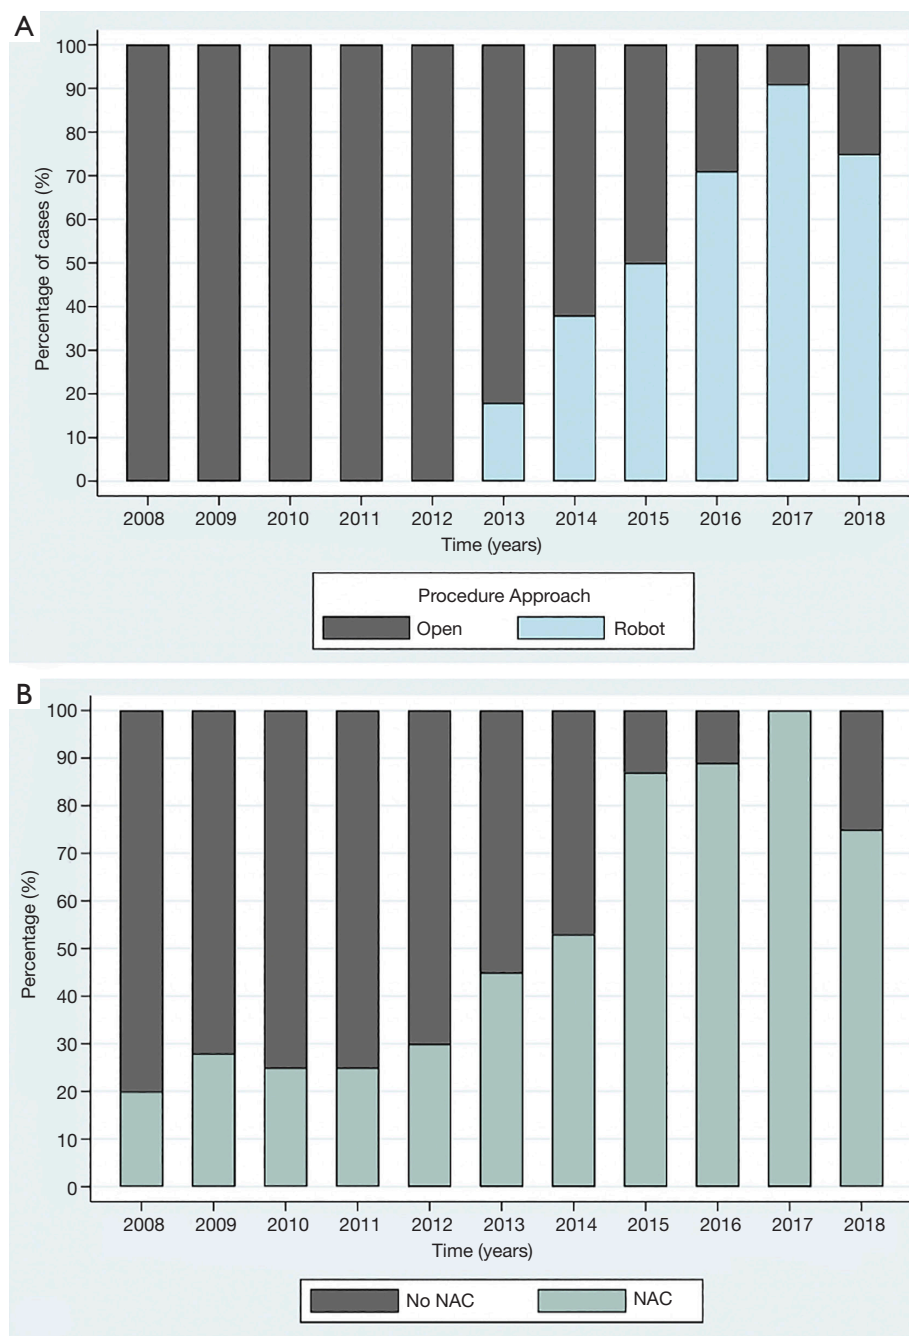 A
100
90
80
70
60
50
40
30
20
10
0
Percentage of cases (%)
2008 2009 2010 2011 2012 2013 2014 2015 2016 2017 2018
Time (years)
Procedure Approach
Open Robot
B
100
90
80
70
60
50
40
30
20
10
0
Percentage (%)
2008 2009 2010 2011 2012 2013 2014 2015 2016 2017 2018
Time (years)
No NAC NAC